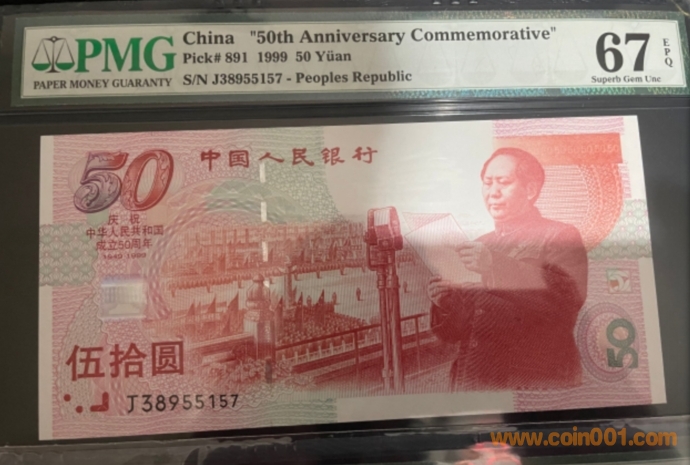 PMG
PAPER MONEY GUARANTY
China "50th Anniversary Commemorative"
Pick# 891 1999 50 Yüan
S/N J38955157 - Peoples Republic
67 EPQ
Superb Gem Unc
50
中国人民银行
庆祝
中华人民共和国
成立50周年
1949-1999
伍拾圆
J38955157
50
www.coin001.com